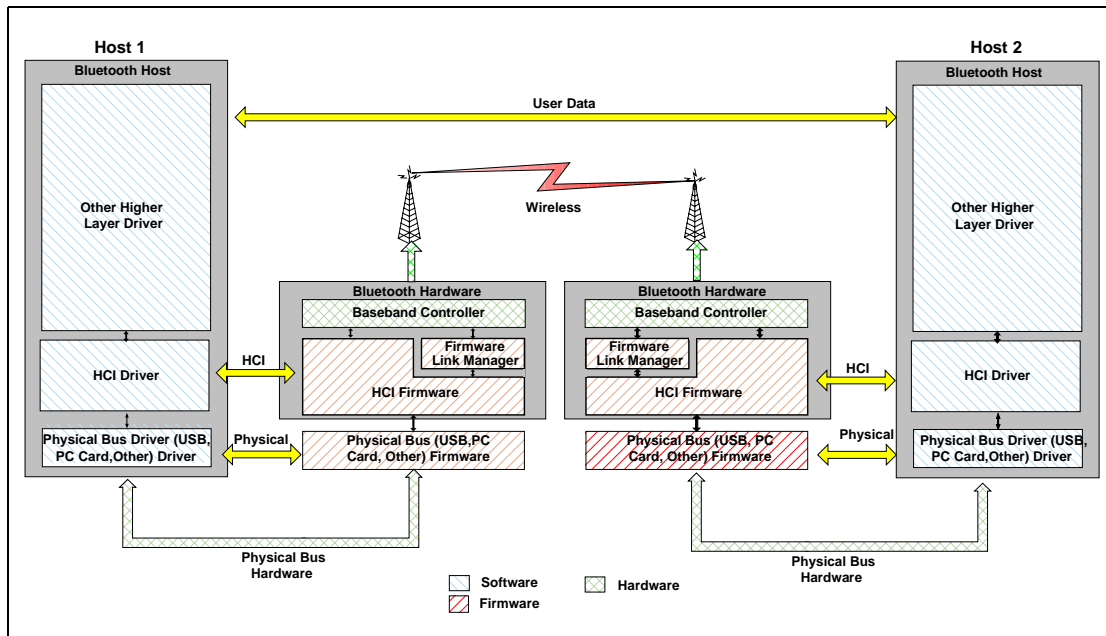 Host 1
Host 2
Bluetooth Host
Bluetooth Host
User Data
Wireless
Other Higher
Layer Driver
Other Higher
Layer Driver
Bluetooth Hardware
Bluetooth Hardware
Baseband Controller
Baseband Controller
Firmware
Link Manager
Firmware
Link Manager
HCI
HCI
HCI Driver
HCI Driver
HCI Firmware
HCI Firmware
Physical Bus Driver (USB,
PC Card,Other) Driver
Physical
Physical Bus (USB,PC
Card, Other) Firmware
Physical Bus (USB, PC
Card, Other) Firmware
Physical
Physical Bus Driver (USB,
PC Card,Other) Driver
Physical Bus
Hardware
Physical Bus
Hardware
Software
Hardware
Firmware